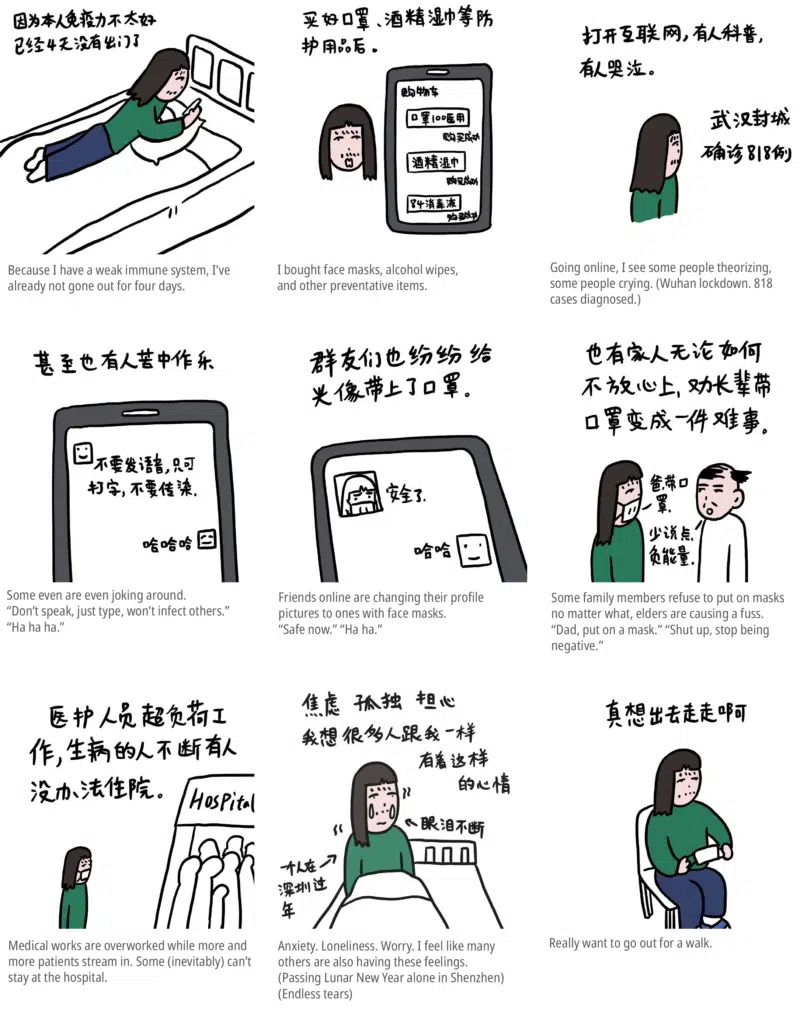 因为本人免疫力不太好
已经4天没有出门了
Because I have a weak immune system, I've
already not gone out for four days.
买好口罩、酒精湿巾等防
护用品后。
购物车
口罩100医用
购买成功
酒精湿巾
购买成功
84消毒液
购买成功
I bought face masks, alcohol wipes,
and other preventative items.
打开互联网,有人科普,
有人哭泣。
武汉封城
确诊818例
Going online, I see some people theorizing,
some people crying. (Wuhan lockdown. 818
cases diagnosed.)
甚至也有人苦中作乐
不要发语音,只可
打字,不要传染.
哈哈哈
Some even are even joking around.
“Don't speak, just type, won't infect others.”
“Ha ha ha.”
群友们也纷纷给
头像带上了口罩。
安全了.
哈哈
Friends online are changing their profile
pictures to ones with face masks.
“Safe now.” “Ha ha.”
也有家人无论如何
不放心上,劝长辈带
口罩变成一件难事。
爸,带口
罩.
少说点
负能量.
Some family members refuse to put on masks
no matter what, elders are causing a fuss.
“Dad, put on a mask.” “Shut up, stop being
negative.”
医护人员超负荷工
作,生病的人不断有人
没办法住院。
HOSPital
Medical works are overworked while more and
more patients stream in. Some (inevitably) can't
stay at the hospital.
焦虑 孤独 担心
我想很多人跟我一样
有着这样
的心情
眼泪不断
一个人在
深圳过
年
Anxiety. Loneliness. Worry. I feel like many
others are also having these feelings.
(Passing Lunar New Year alone in Shenzhen)
(Endless tears)
真想出去走走啊可
Really want to go out for a walk.